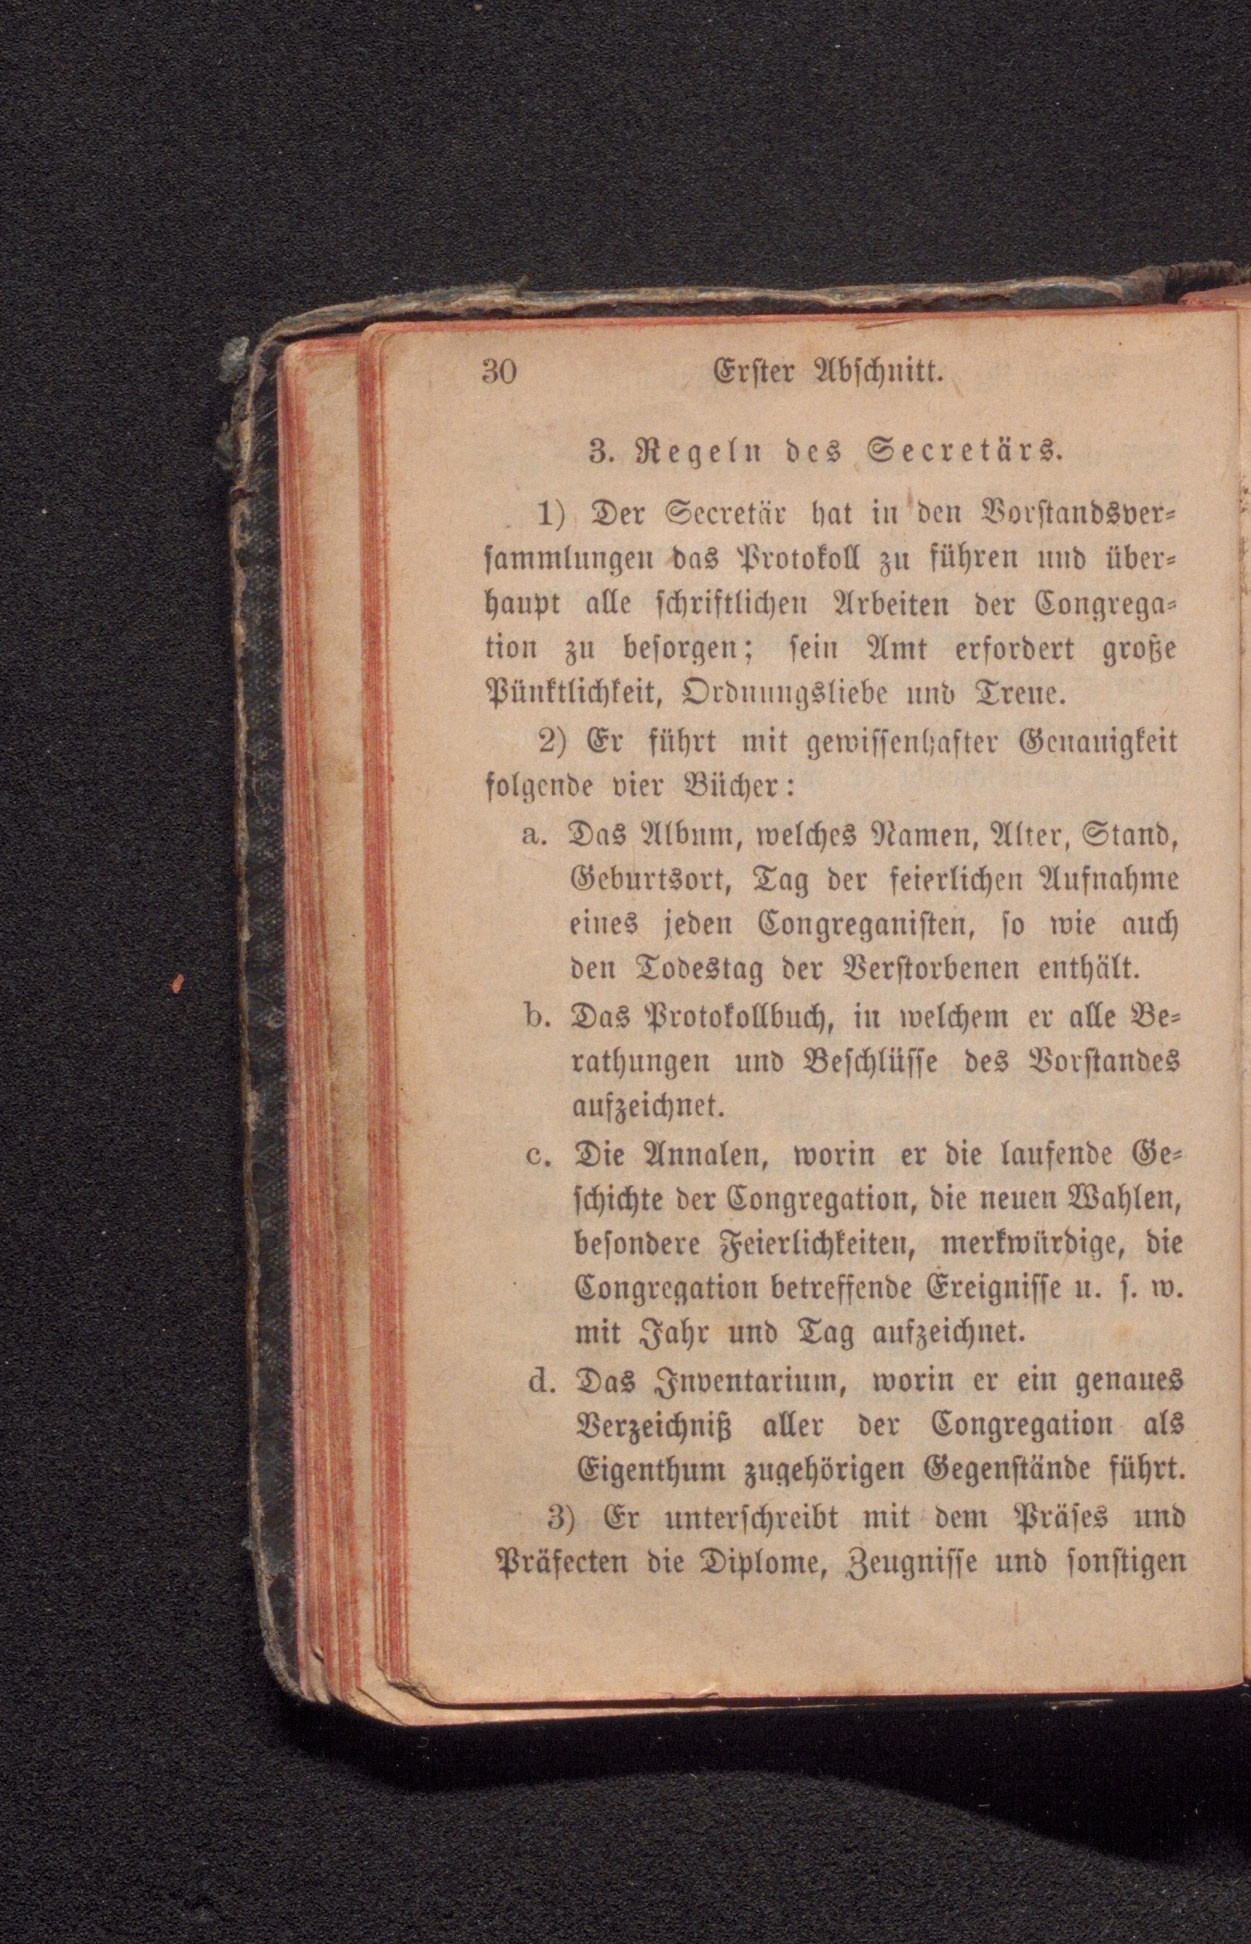 30 Erster Abschnitt.
3. Regeln des Secretärs.
1) Der Secretär hat in den Vorstandsver-
sammlungen das Protokoll zu führen und über-
haupt alle schriftlichen Arbeiten der Congrega-
tion zu besorgen; sein Amt erfordert große
Pünktlichkeit, Ordnungsliebe und Treue.
2) Er führt mit gewissenhafter Genauigkeit
folgende vier Bücher:
a. Das Album, welches Namen, Alter, Stand,
Geburtsort, Tag der feierlichen Aufnahme
eines jeden Congreganisten, so wie auch
den Todestag der Verstorbenen enthält.
b. Das Protokollbuch, in welchem er alle Be-
rathungen und Beschlüsse des Vorstandes
aufzeichnet.
c. Die Annalen, worin er die laufende Ge-
schichte der Congregation, die neuen Wahlen,
besondere Feierlichkeiten, merkwürdige, die
Congregation betreffende Ereignisse u. s. w.
mit Jahr und Tag aufzeichnet.
d. Das Inventarium, worin er ein genaues
Verzeichniß aller der Congregation als
Eigenthum zugehörigen Gegenstände führt.
3) Er unterschreibt mit dem Präses und
Präfecten die Diplome, Zeugnisse und sonstigen